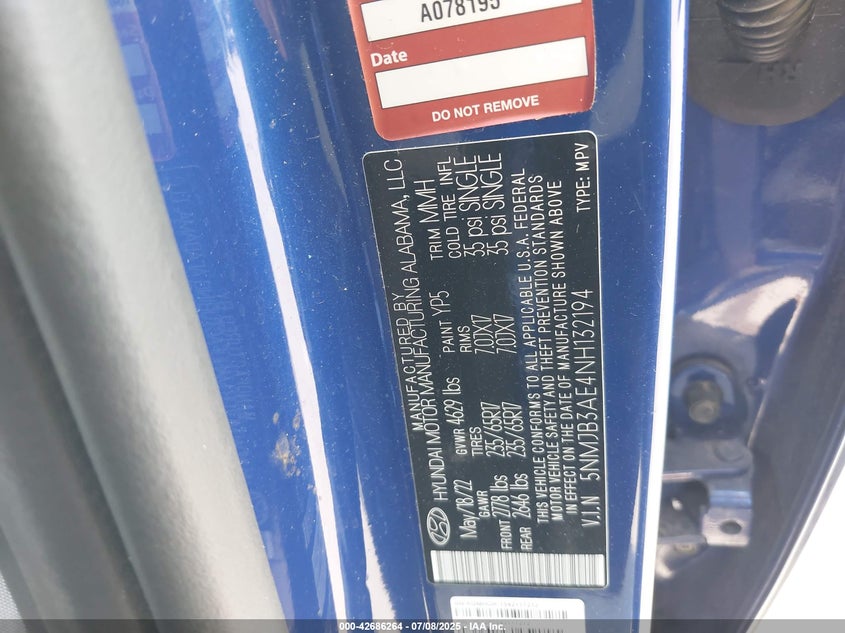 A078195
Date
DO NOT REMOVE
MANUFACTURED BY
HYUNDAI MOTOR MANUFACTURING ALABAMA, LLC
May/18/22 GVWR 4629 lbs PAINT YP5 TRIM MMH
GAWR TIRES RIMS COLD TIRE INFL
FRONT 2778 lbs 235/65R17 7.0JX17 35 psi SINGLE
REAR 2646 lbs 235/65R17 7.0JX17 35 psi SINGLE
THIS VEHICLE CONFORMS TO ALL APPLICABLE U.S.A. FEDERAL
MOTOR VEHICLE SAFETY AND THEFT PREVENTION STANDARDS
IN EFFECT ON THE DATE OF MANUFACTURE SHOWN ABOVE
V.I.N 5NMJB3AE4NH132194 TYPE: MPV
000-42686264 - 07/08/2025 - IAAI.COM